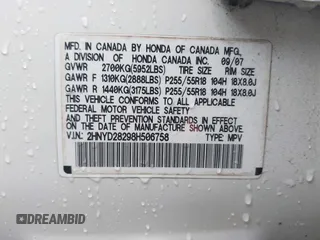 MFD. IN CANADA BY HONDA OF CANADA MFG.,
A DIVISION OF HONDA CANADA INC. 09/07
GVWR 2700KG(5952LBS) TIRE SIZE RIM SIZE
GAWR F 1310KG(2888LBS) P255/55R18 104H 18X8.0J
GAWR R 1440KG(3175LBS) P255/55R18 104H 18X8.0J
THIS VEHICLE CONFORMS TO ALL APPLICABLE
FEDERAL MOTOR VEHICLE SAFETY
AND THEFT PREVENTION STANDARDS
IN EFFECT ON THE DATE OF
MANUFACTURE SHOWN ABOVE.
V.I.N: 2HNYD28298H506758 TYPE: MPV
DREAMBID